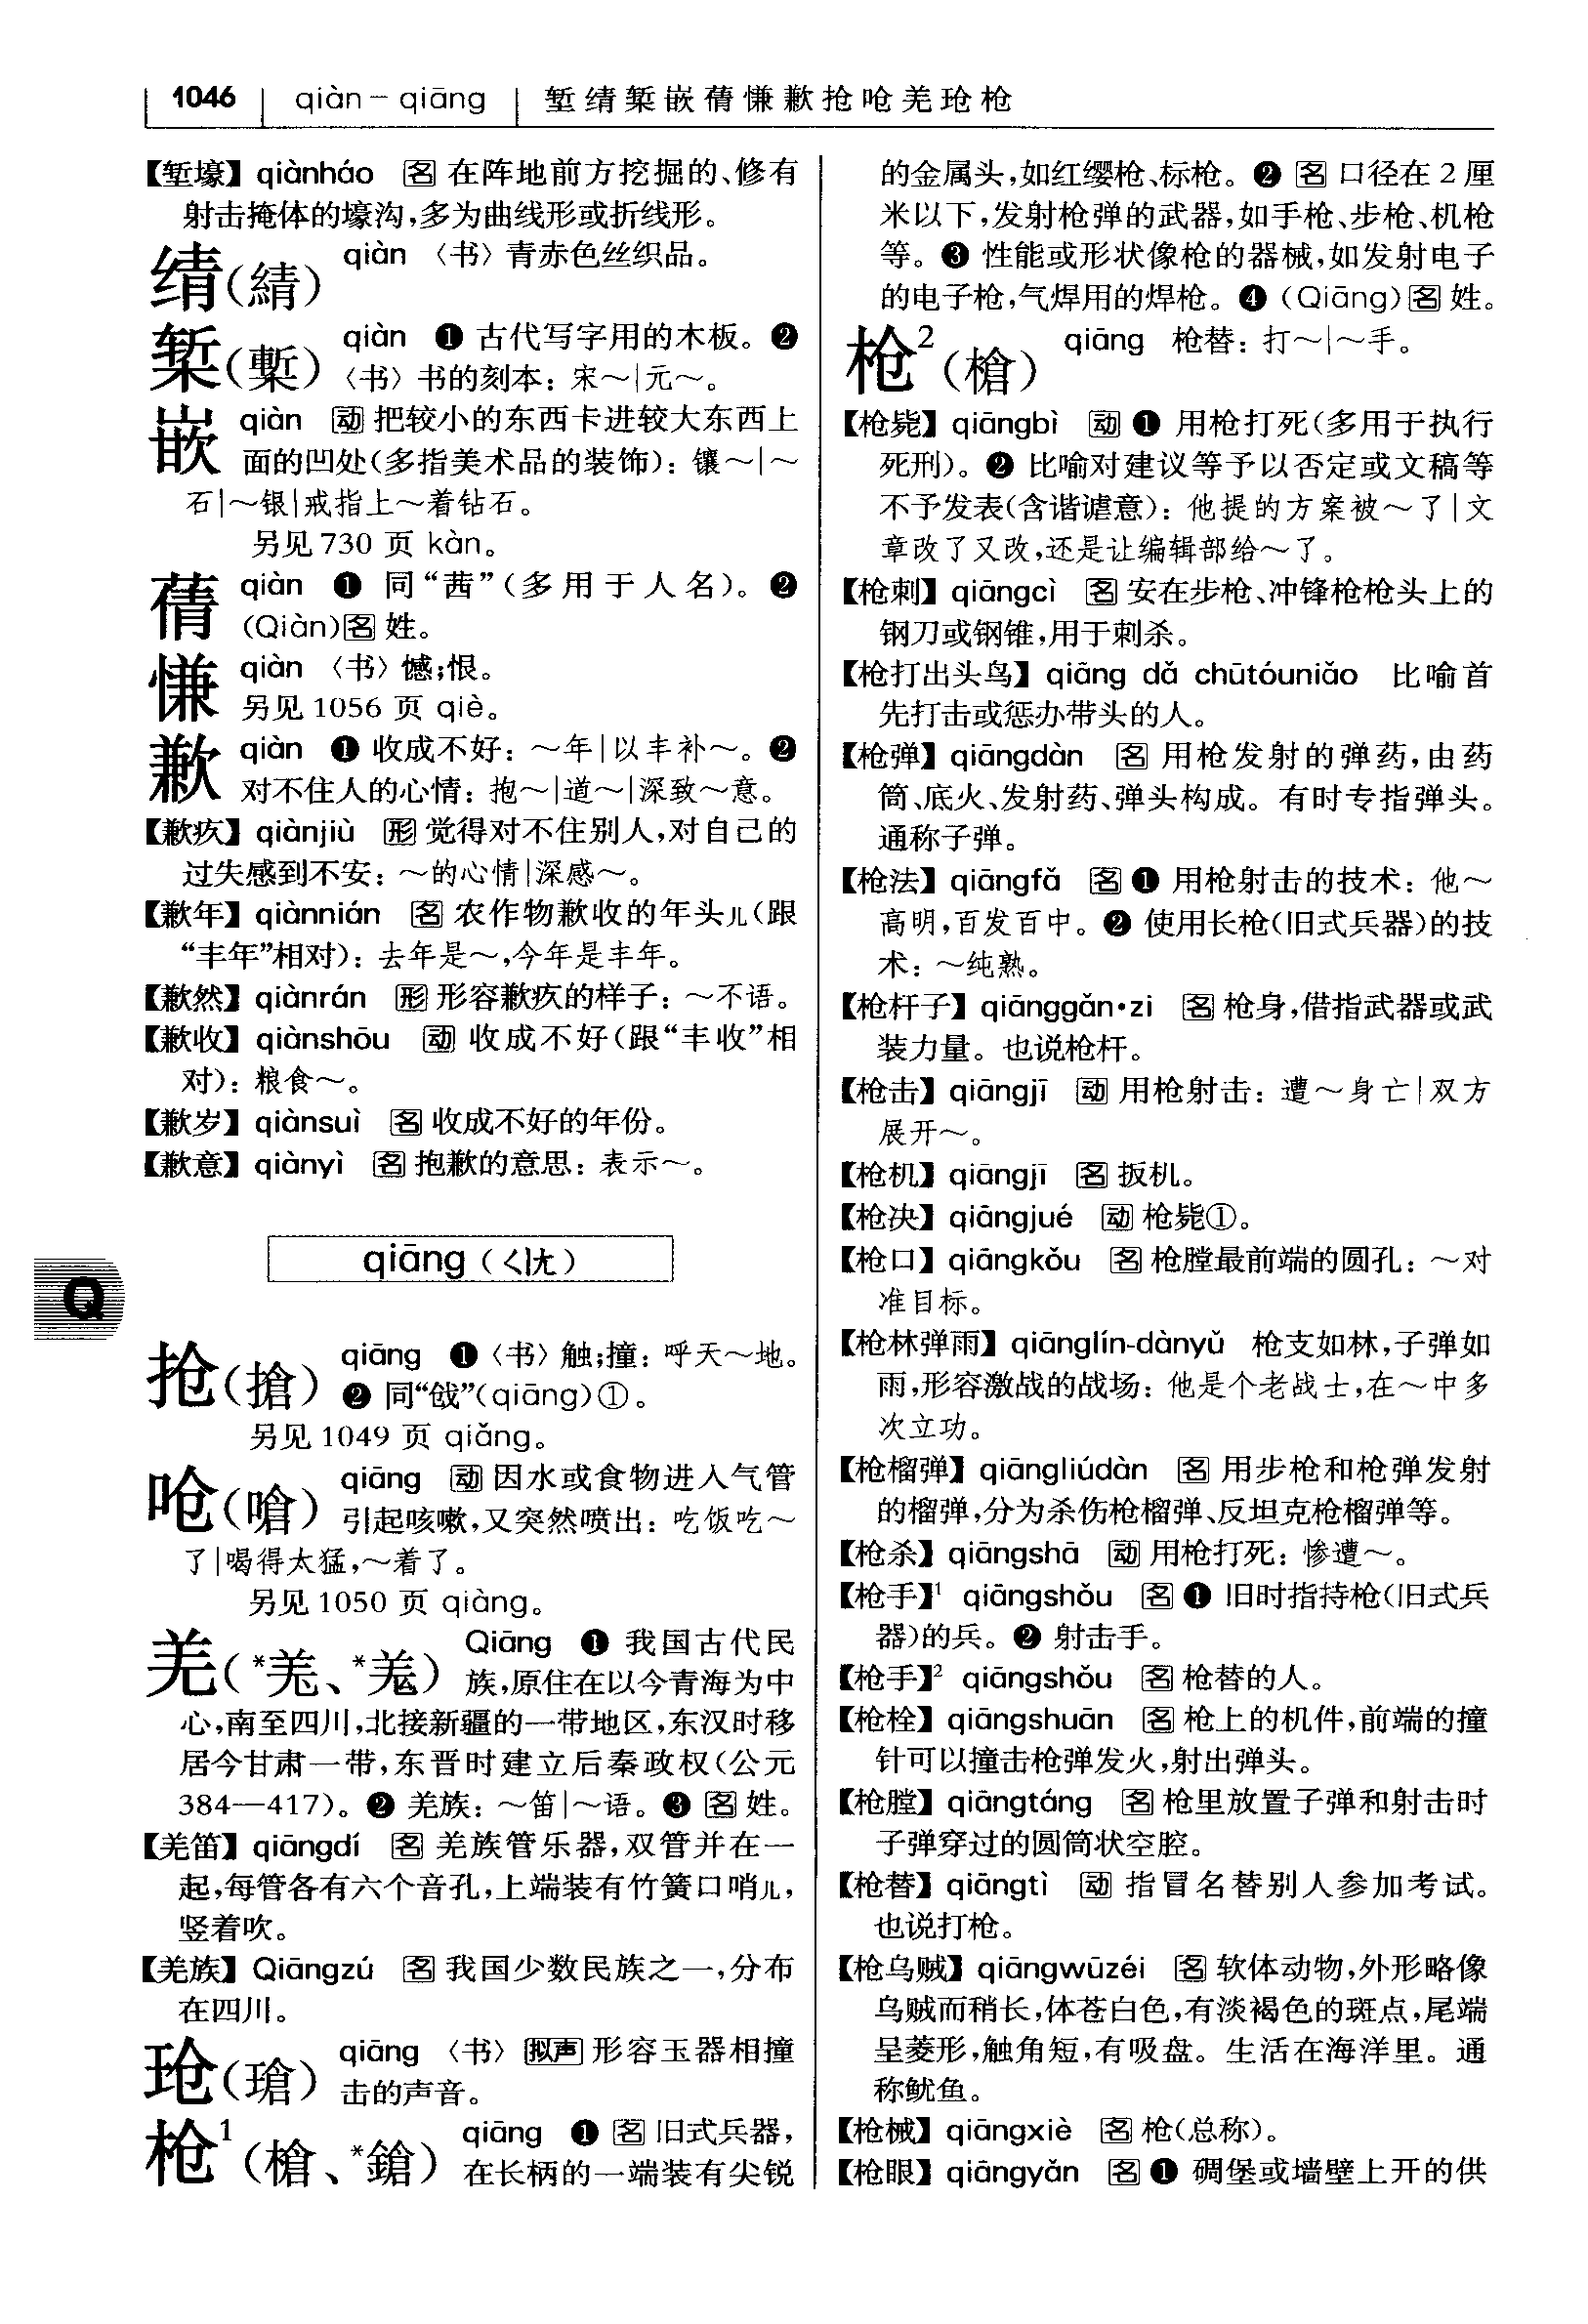 1046 qiàn－qiāng 堑𬘬椠嵌蒨慊歉抢呛羌玱枪
【堑壕】qiànháo 名 在阵地前方挖掘的、修有
射击掩体的壕沟,多为曲线形或折线形。
𬘬(綪) qiàn 〈书〉青赤色丝织品。
椠(槧) qiàn ❶ 古代写字用的木板。❷
〈书〉书的刻本：宋～|元～。
嵌 qiàn 动 把较小的东西卡进较大东西上
面的凹处(多指美术品的装饰)：镶～|～
石|～银|戒指上～着钻石。
另见730 页 kàn。
蒨 qiàn ❶ 同“茜”(多用于人名)。❷
(Qiàn)名 姓。
慊 qiàn 〈书〉憾;恨。
另见1056 页 qiè。
歉 qiàn ❶ 收成不好：～年|以丰补～。❷
对不住人的心情：抱～|道～|深致～意。
【歉疚】qiànjiù 形 觉得对不住别人,对自己的
过失感到不安：～的心情|深感～。
【歉年】qiànnián 名 农作物歉收的年头儿(跟
“丰年”相对)：去年是～,今年是丰年。
【歉然】qiànrán 形 形容歉疚的样子：～不语。
【歉收】qiànshōu 动 收成不好(跟“丰收”相
对)：粮食～。
【歉岁】qiànsuì 名 收成不好的年份。
【歉意】qiànyì 名 抱歉的意思：表示～。
qiāng (ㄑㄧㄤ)
Q
抢(搶) qiāng ❶〈书〉触;撞：呼天～地。
❷ 同“戗”(qiāng)①。
另见1049 页 qiǎng。
呛(嗆) qiāng 动 因水或食物进入气管
引起咳嗽,又突然喷出：吃饭吃～
了|喝得太猛,～着了。
另见1050 页 qiàng。
羌(*羗、*羌) Qiāng ❶ 我国古代民
族,原住在以今青海为中
心,南至四川,北接新疆的一带地区,东汉时移
居今甘肃一带,东晋时建立后秦政权(公元
384—417)。❷ 羌族：～笛|～语。❸ 名 姓。
【羌笛】qiāngdí 名 羌族管乐器,双管并在一
起,每管各有六个音孔,上端装有竹簧口哨儿,
竖着吹。
【羌族】Qiāngzú 名 我国少数民族之一,分布
在四川。
玱(瑲) qiāng 〈书〉拟声 形容玉器相撞
击的声音。
枪¹(槍、*鎗) qiāng ❶ 名 旧式兵器,
在长柄的一端装有尖锐
的金属头,如红缨枪、标枪。❷ 名 口径在 2 厘
米以下,发射枪弹的武器,如手枪、步枪、机枪
等。❸ 性能或形状像枪的器械,如发射电子
的电子枪,气焊用的焊枪。❹ (Qiāng)名 姓。
枪²(槍) qiāng 枪替：打～|～手。
【枪毙】qiāngbì 动 ❶ 用枪打死(多用于执行
死刑)。❷ 比喻对建议等予以否定或文稿等
不予发表(含谐谑意)：他提的方案被～了|文
章改了又改,还是让编辑部给～了。
【枪刺】qiāngcì 名 安在步枪、冲锋枪枪头上的
钢刀或钢锥,用于刺杀。
【枪打出头鸟】qiāng dǎ chūtóuniǎo 比喻首
先打击或惩办带头的人。
【枪弹】qiāngdàn 名 用枪发射的弹药,由药
筒、底火、发射药、弹头构成。有时专指弹头。
通称子弹。
【枪法】qiāngfǎ 名 ❶ 用枪射击的技术：他～
高明,百发百中。❷ 使用长枪(旧式兵器)的技
术：～纯熟。
【枪杆子】qiānggǎn·zi 名 枪身,借指武器或武
装力量。也说枪杆。
【枪击】qiāngjī 动 用枪射击：遭～身亡|双方
展开～。
【枪机】qiāngjī 名 扳机。
【枪决】qiāngjué 动 枪毙①。
【枪口】qiāngkǒu 名 枪膛最前端的圆孔：～对
准目标。
【枪林弹雨】qiānglín-dànyǔ 枪支如林,子弹如
雨,形容激战的战场：他是个老战士,在～中多
次立功。
【枪榴弹】qiāngliúdàn 名 用步枪和枪弹发射
的榴弹,分为杀伤枪榴弹、反坦克枪榴弹等。
【枪杀】qiāngshā 动 用枪打死：惨遭～。
【枪手】¹ qiāngshǒu 名 ❶ 旧时指持枪(旧式兵
器)的兵。❷ 射击手。
【枪手】² qiāngshǒu 名 枪替的人。
【枪栓】qiāngshuān 名 枪上的机件,前端的撞
针可以撞击枪弹发火,射出弹头。
【枪膛】qiāngtáng 名 枪里放置子弹和射击时
子弹穿过的圆筒状空腔。
【枪替】qiāngtì 动 指冒名替别人参加考试。
也说打枪。
【枪乌贼】qiāngwūzéi 名 软体动物,外形略像
乌贼而稍长,体苍白色,有淡褐色的斑点,尾端
呈菱形,触角短,有吸盘。生活在海洋里。通
称鱿鱼。
【枪械】qiāngxiè 名 枪(总称)。
【枪眼】qiāngyǎn 名 ❶ 碉堡或墙壁上开的供